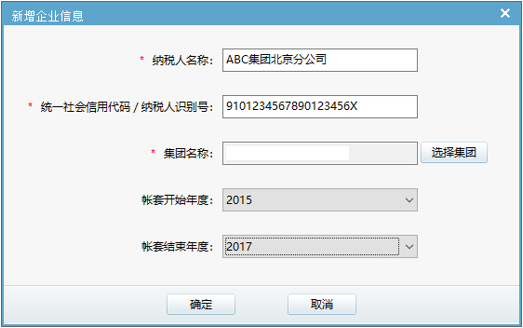 新增企业信息
* 纳税人名称： ABC集团北京分公司
* 统一社会信用代码 / 纳税人识别号： 9101234567890123456X
* 集团名称： 选择集团
帐套开始年度： 2015
帐套结束年度： 2017
确定 取消